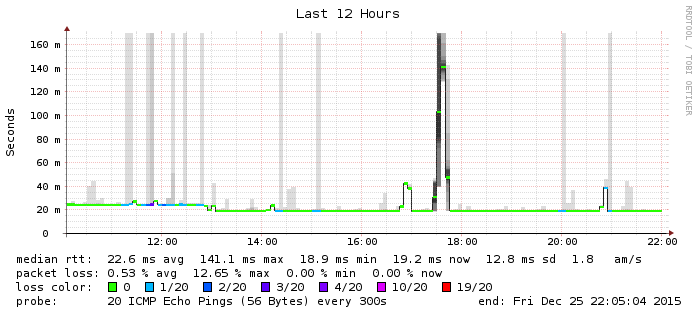 Last 12 Hours
RRDTOOL / TOBI OETIKER
Seconds
160 m
140 m
120 m
100 m
80 m
60 m
40 m
20 m
0
12:00 14:00 16:00 18:00 20:00 22:00
median rtt: 22.6 ms avg 141.1 ms max 18.9 ms min 19.2 ms now 12.8 ms sd 1.8 am/s
packet loss: 0.53 % avg 12.65 % max 0.00 % min 0.00 % now
loss color: 0 1/20 2/20 3/20 4/20 10/20 19/20
probe: 20 ICMP Echo Pings (56 Bytes) every 300s end: Fri Dec 25 22:05:04 2015